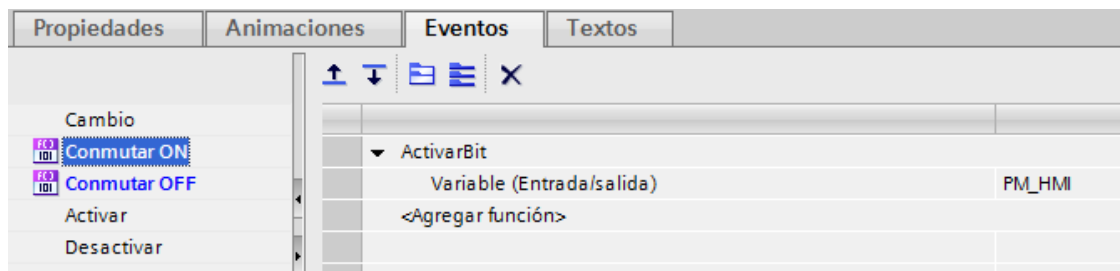 Propiedades Animaciones Eventos Textos
Cambio
Conmutar ON
Conmutar OFF
Activar
Desactivar
ActivarBit
Variable (Entrada/salida) PM_HMI
<Agregar función>